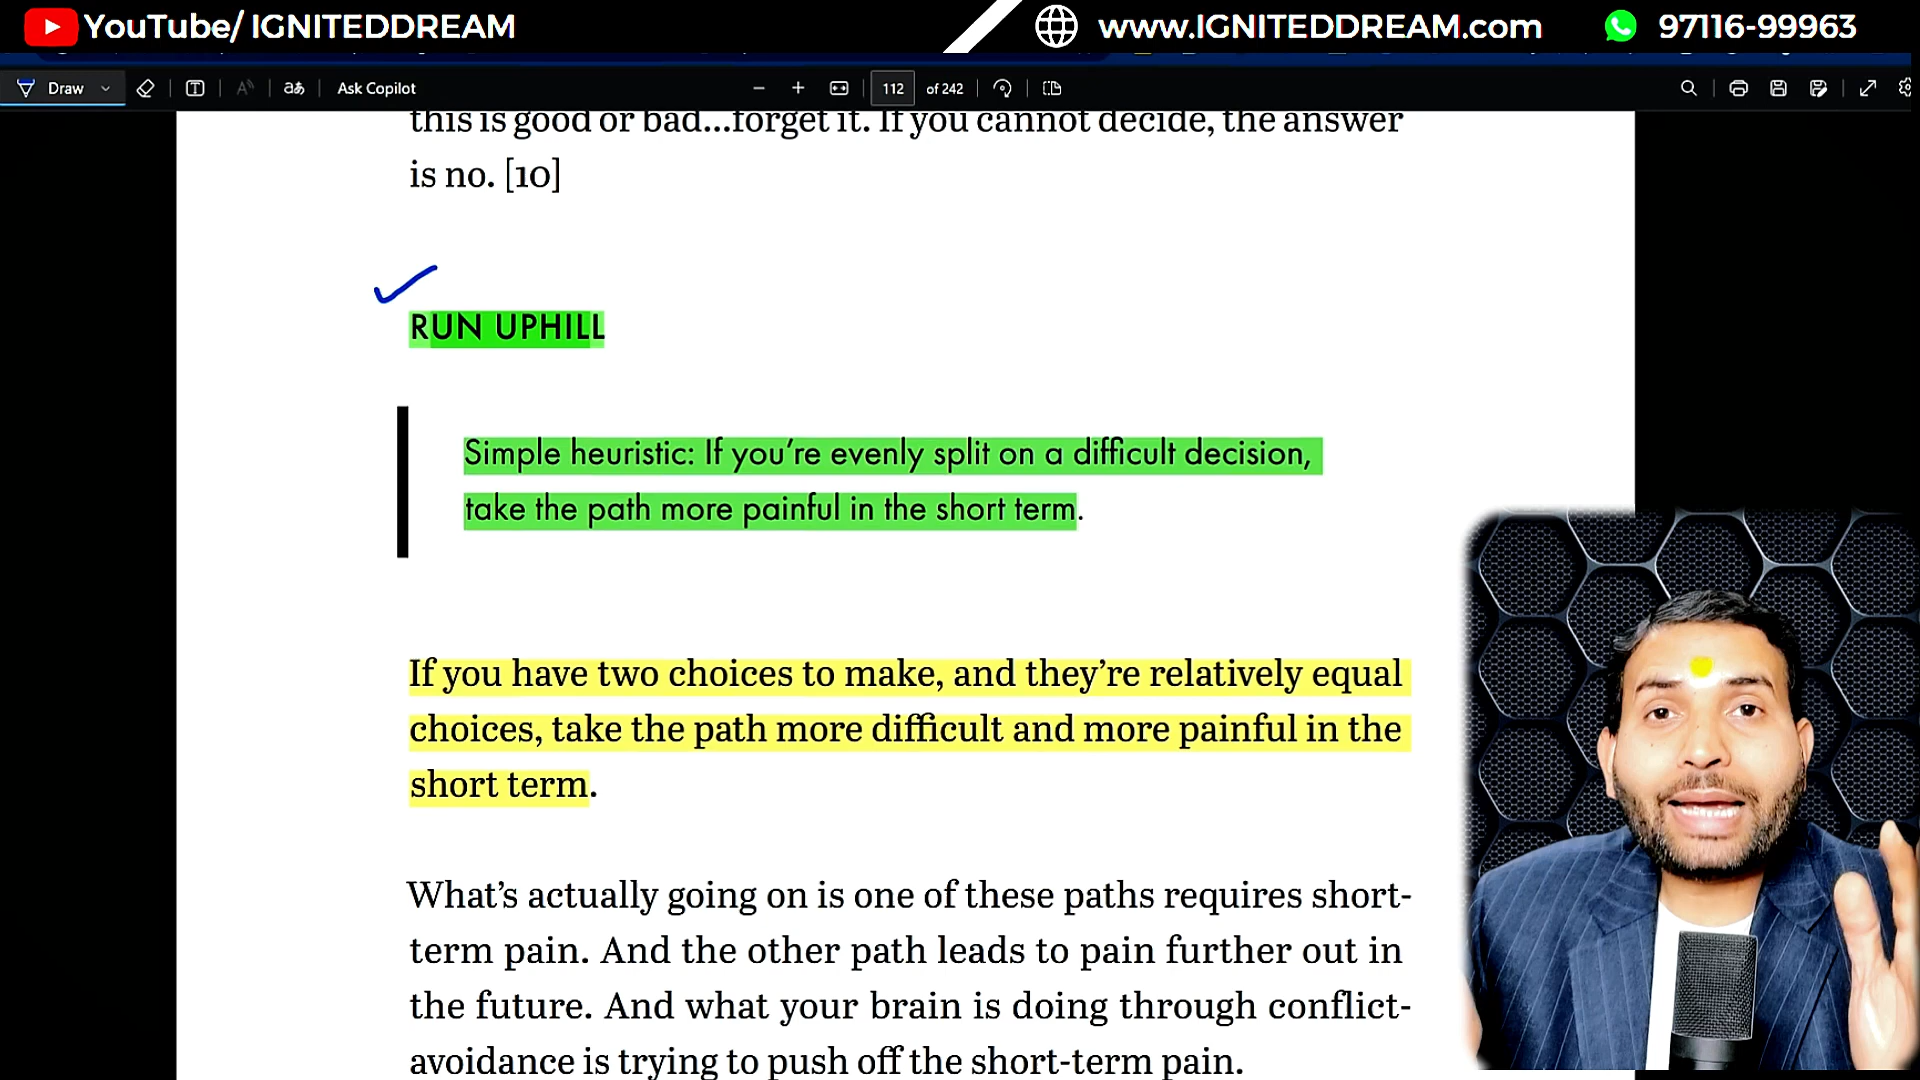 YouTube/ IGNITEDDREAM
www.IGNITEDDREAM.com
97116-99963
Draw
aあ
Ask Copilot
112 of 242
this is good or bad…forget it. If you cannot decide, the answer
is no. [10]
RUN UPHILL
Simple heuristic: If you’re evenly split on a difficult decision,
take the path more painful in the short term.
If you have two choices to make, and they’re relatively equal
choices, take the path more difficult and more painful in the
short term.
What’s actually going on is one of these paths requires short-
term pain. And the other path leads to pain further out in
the future. And what your brain is doing through conflict-
avoidance is trying to push off the short-term pain.